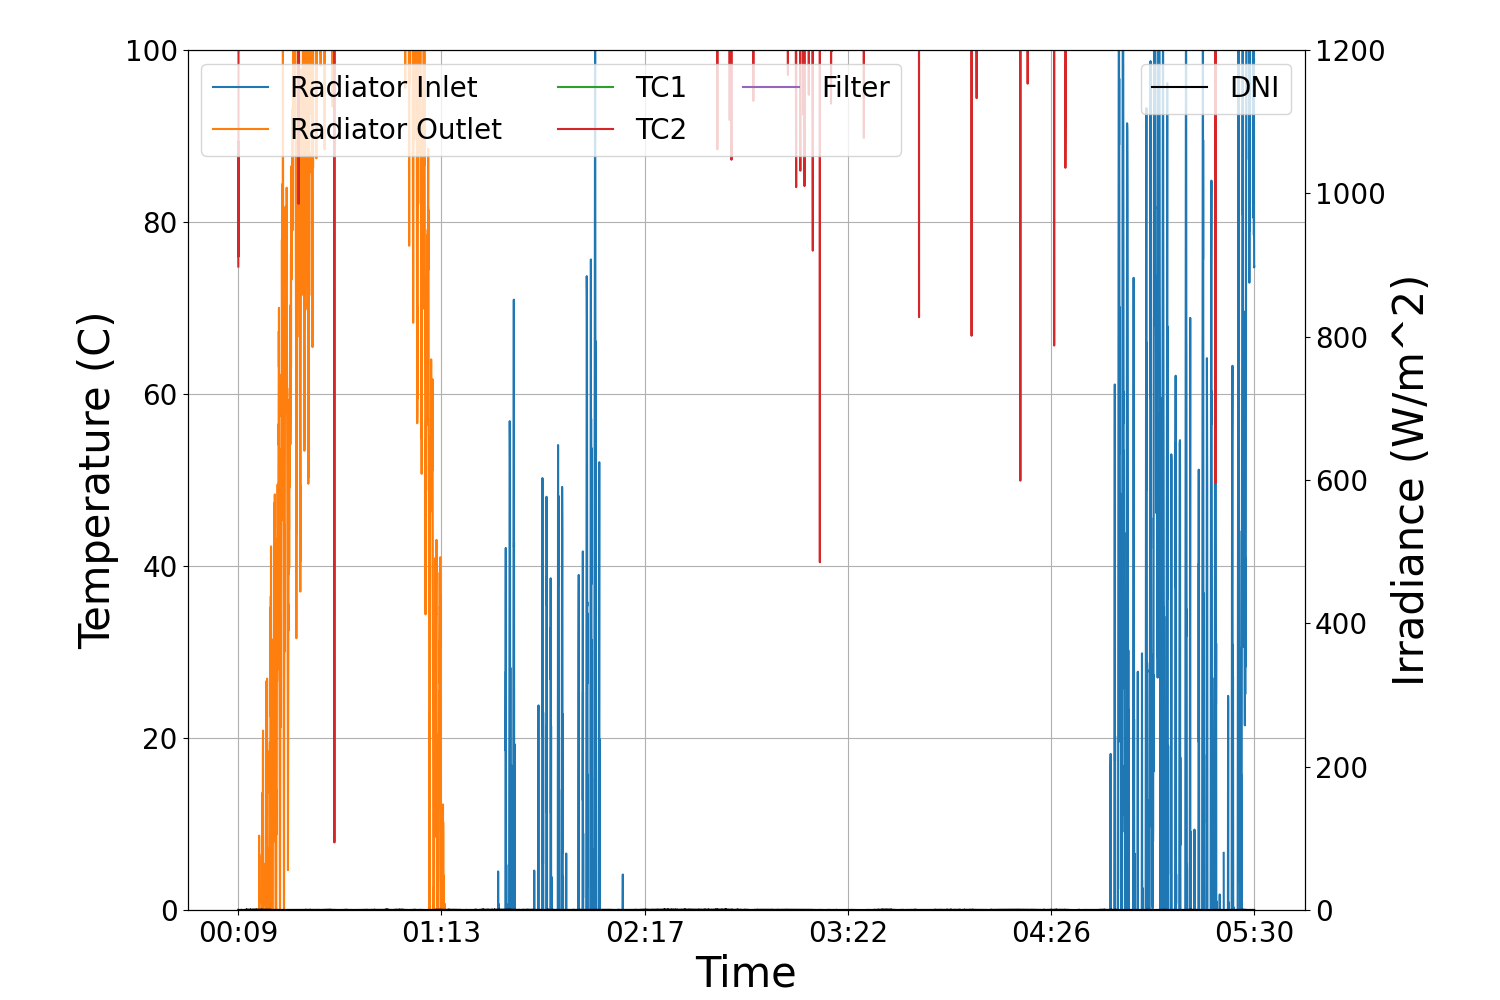 Radiator Inlet
Radiator Outlet
TC1
TC2
Filter
DNI
100
80
60
40
20
0
Temperature (C)
1200
1000
800
600
400
200
0
Irradiance (W/m^2)
00:09 01:13 02:17 03:22 04:26 05:30
Time